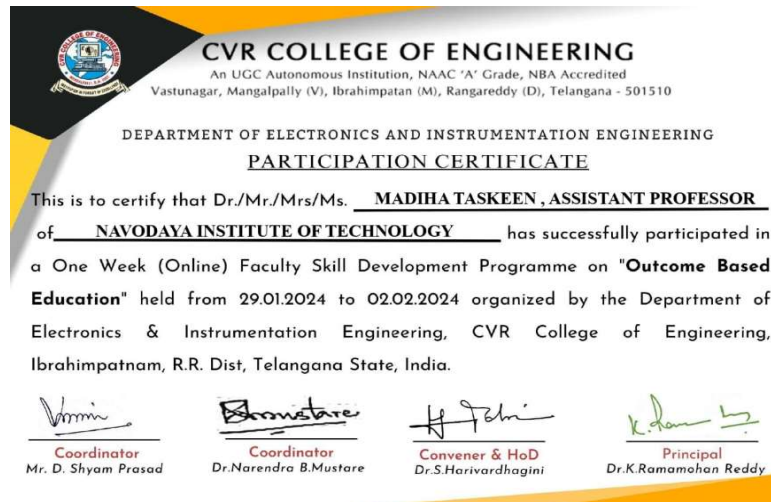 CVR COLLEGE OF ENGINEERING
An UGC Autonomous Institution, NAAC 'A' Grade, NBA Accredited
Vastunagar, Mangalpally (V), Ibrahimpatan (M), Rangareddy (D), Telangana - 501510
DEPARTMENT OF ELECTRONICS AND INSTRUMENTATION ENGINEERING
PARTICIPATION CERTIFICATE
This is to certify that Dr./Mr./Mrs/Ms. MADIHA TASKEEN , ASSISTANT PROFESSOR
of NAVODAYA INSTITUTE OF TECHNOLOGY has successfully participated in
a One Week (Online) Faculty Skill Development Programme on "Outcome Based
Education" held from 29.01.2024 to 02.02.2024 organized by the Department of
Electronics & Instrumentation Engineering, CVR College of Engineering,
Ibrahimpatnam, R.R. Dist, Telangana State, India.
Coordinator Coordinator Convener & HoD Principal
Mr. D. Shyam Prasad Dr.Narendra B.Mustare Dr.S.Harivardhagini Dr.K.Ramamohan Reddy